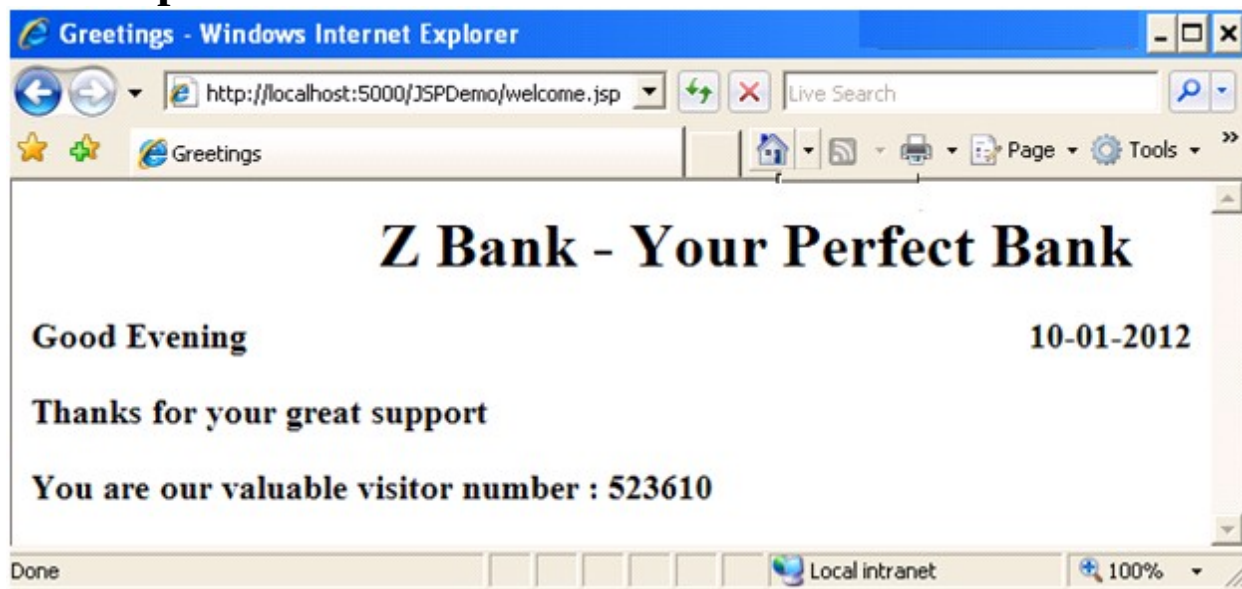 Greetings - Windows Internet Explorer
http://localhost:5000/JSPDemo/welcome.jsp Live Search
Greetings Page Tools »
Z Bank - Your Perfect Bank
Good Evening 10-01-2012
Thanks for your great support
You are our valuable visitor number : 523610
Done Local intranet 100%